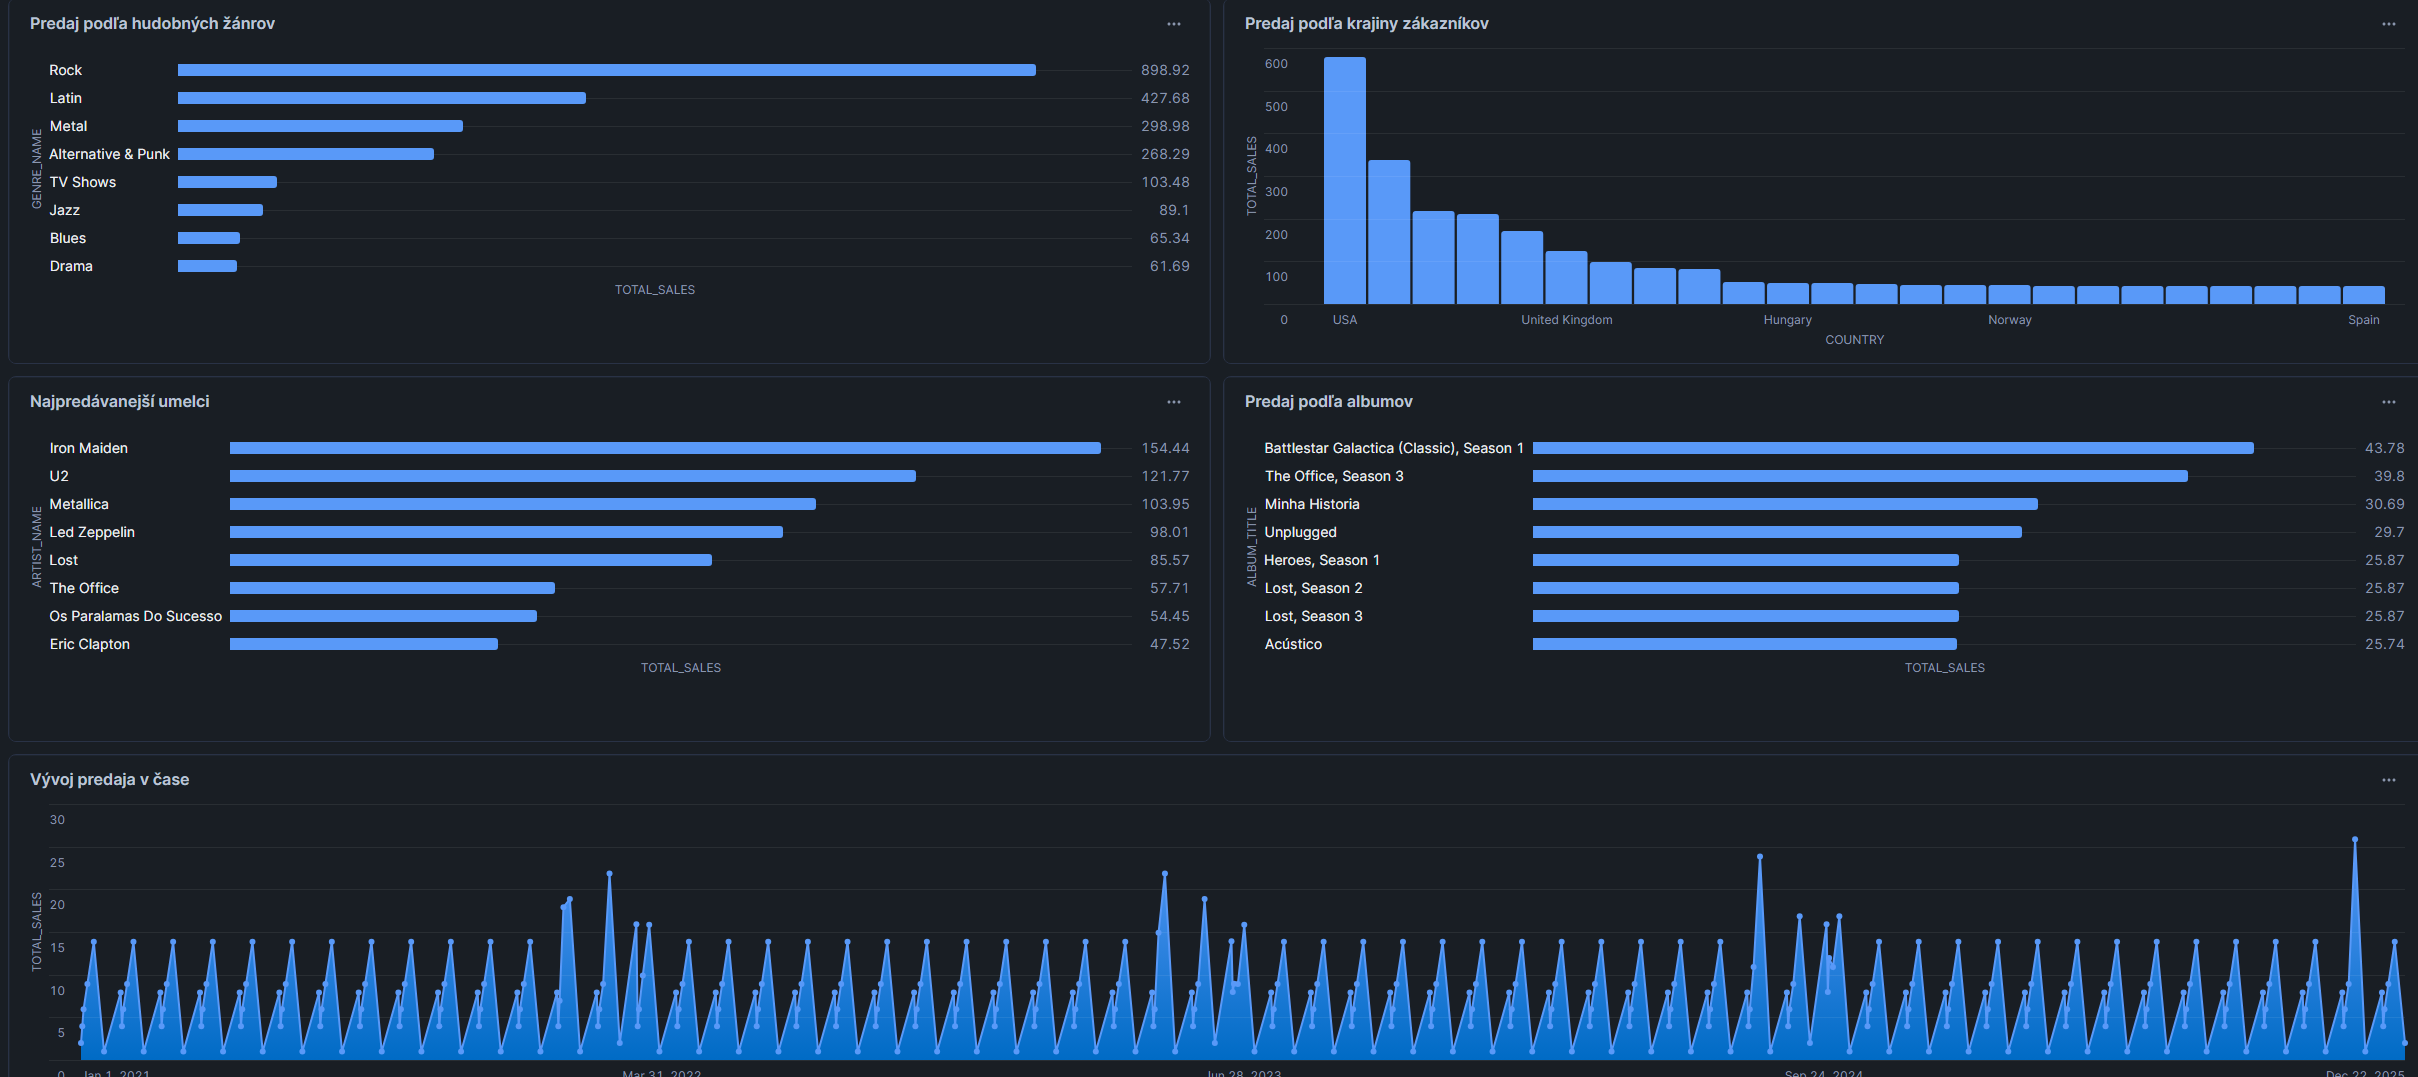 Predaj podľa hudobných žánrov
...
GENRE_NAME
Rock 898.92
Latin 427.68
Metal 298.98
Alternative & Punk 268.29
TV Shows 103.48
Jazz 89.1
Blues 65.34
Drama 61.69
TOTAL_SALES
Predaj podľa krajiny zákazníkov
...
TOTAL_SALES
600
500
400
300
200
100
0
USA United Kingdom Hungary Norway Spain
COUNTRY
Najpredávanejší umelci
...
ARTIST_NAME
Iron Maiden 154.44
U2 121.77
Metallica 103.95
Led Zeppelin 98.01
Lost 85.57
The Office 57.71
Os Paralamas Do Sucesso 54.45
Eric Clapton 47.52
TOTAL_SALES
Predaj podľa albumov
...
ALBUM_TITLE
Battlestar Galactica (Classic), Season 1 43.78
The Office, Season 3 39.8
Minha Historia 30.69
Unplugged 29.7
Heroes, Season 1 25.87
Lost, Season 2 25.87
Lost, Season 3 25.87
Acústico 25.74
TOTAL_SALES
Vývoj predaja v čase
...
TOTAL_SALES
30
25
20
15
10
5
0
Jan 1, 2021 Mar 31, 2022 Jun 28, 2023 Sep 24, 2024 Dec 22, 2025